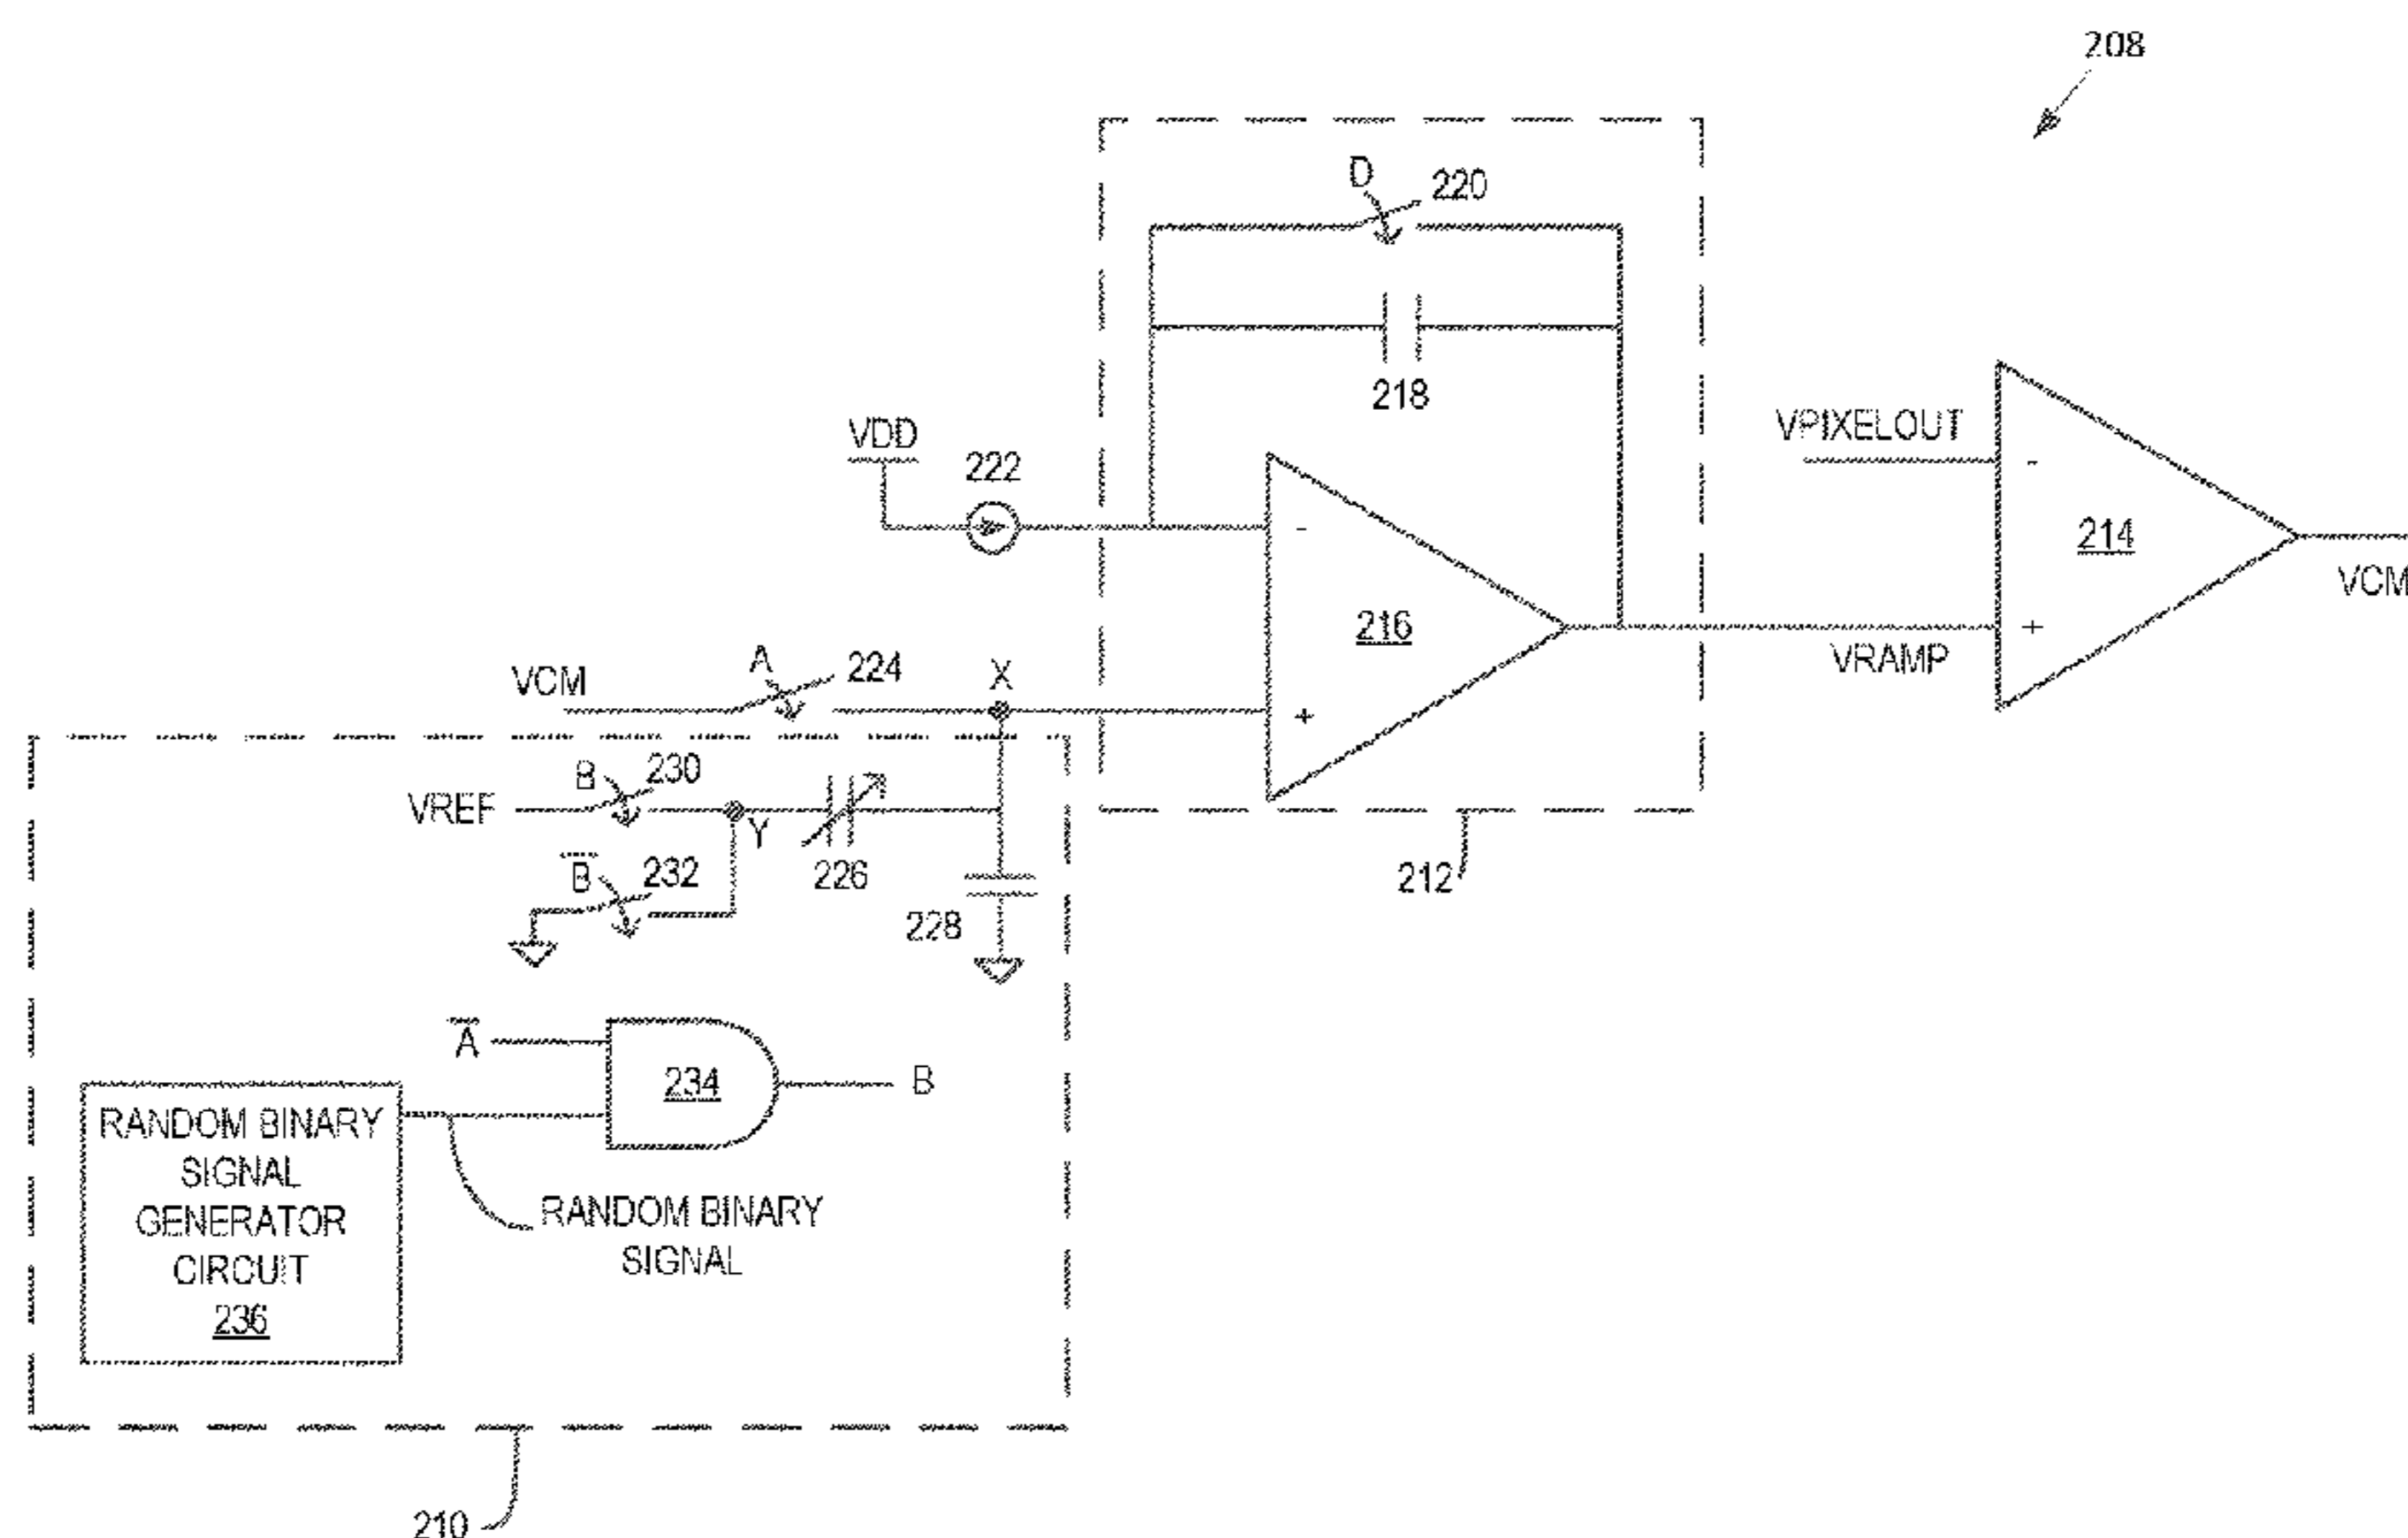 208
D
220
218
VDD
222
VPIXELOUT
-
214
VCM
-
216
+
+
VRAMP
VCM
A
224
X
212
VREF
B
230
Y
226
B̅
232
228
A̅
234
B
RANDOM BINARY
SIGNAL
GENERATOR
CIRCUIT
236
RANDOM BINARY
SIGNAL
210